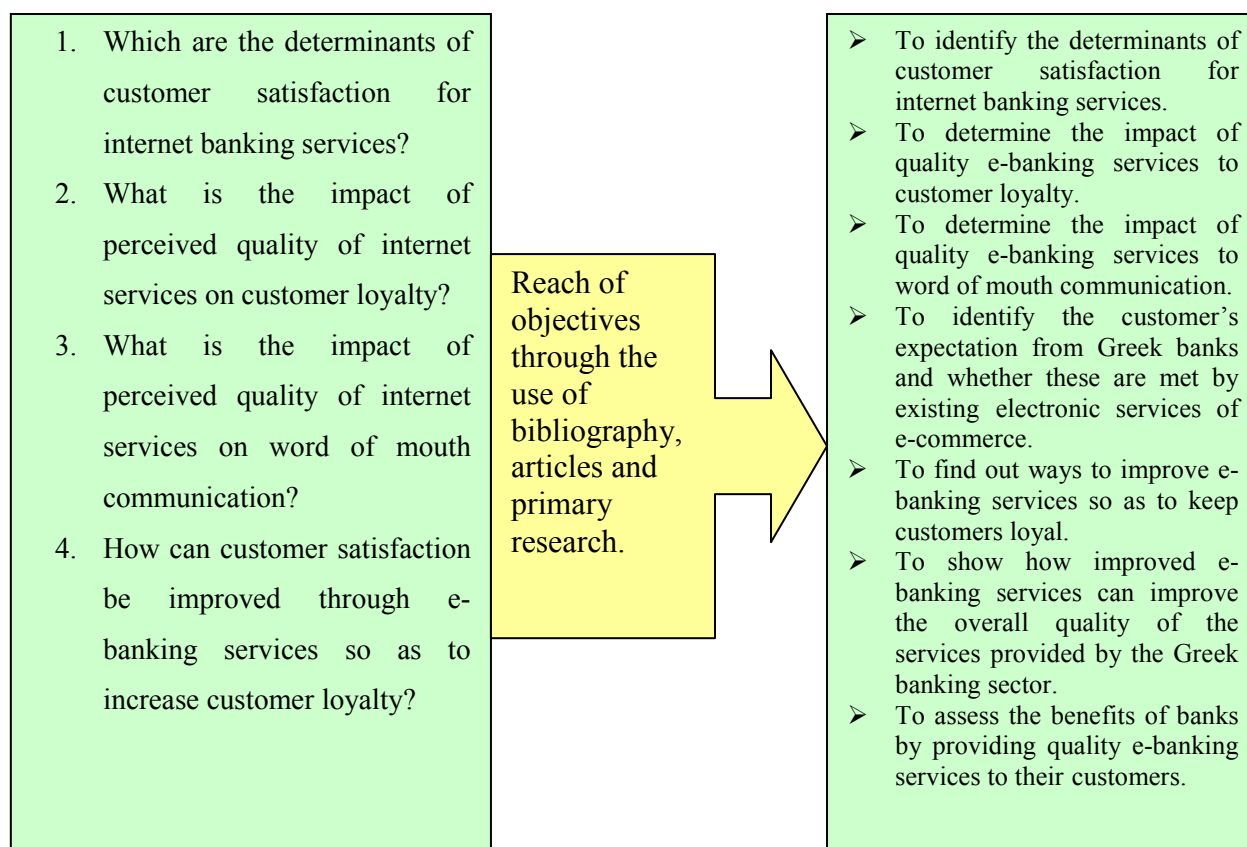 1. Which are the determinants of
customer satisfaction for
internet banking services?
2. What is the impact of
perceived quality of internet
services on customer loyalty?
3. What is the impact of
perceived quality of internet
services on word of mouth
communication?
4. How can customer satisfaction
be improved through e-
banking services so as to
increase customer loyalty?
Reach of
objectives
through the
use of
bibliography,
articles and
primary
research.
➢ To identify the determinants of
customer satisfaction for
internet banking services.
➢ To determine the impact of
quality e-banking services to
customer loyalty.
➢ To determine the impact of
quality e-banking services to
word of mouth communication.
➢ To identify the customer’s
expectation from Greek banks
and whether these are met by
existing electronic services of
e-commerce.
➢ To find out ways to improve e-
banking services so as to keep
customers loyal.
➢ To show how improved e-
banking services can improve
the overall quality of the
services provided by the Greek
banking sector.
➢ To assess the benefits of banks
by providing quality e-banking
services to their customers.